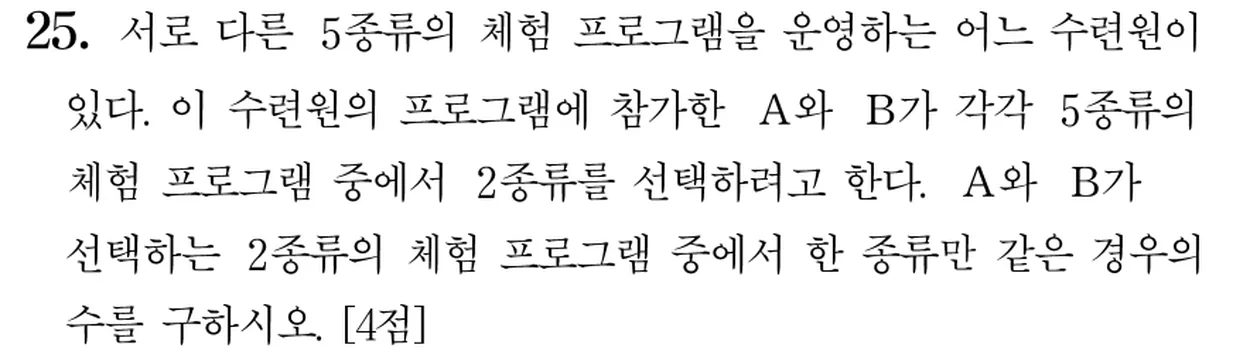 25. 서로 다른 5종류의 체험 프로그램을 운영하는 어느 수련원이
있다. 이 수련원의 프로그램에 참가한 A와 B가 각각 5종류의
체험 프로그램 중에서 2종류를 선택하려고 한다. A와 B가
선택하는 2종류의 체험 프로그램 중에서 한 종류만 같은 경우의
수를 구하시오. [4점]